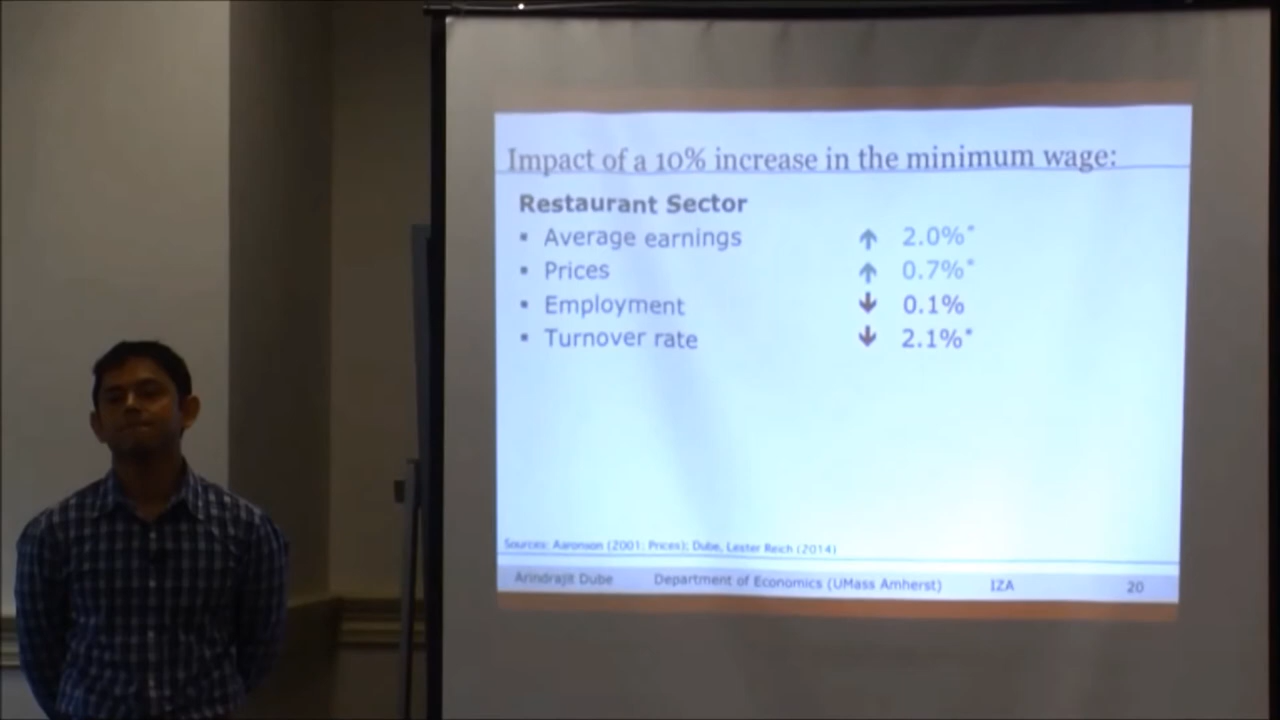 Impact of a 10% increase in the minimum wage:
Restaurant Sector
▪ Average earnings ↑ 2.0%*
▪ Prices ↑ 0.7%*
▪ Employment ↓ 0.1%
▪ Turnover rate ↓ 2.1%*
Sources: Aaronson (2001: Prices); Dube, Lester Reich (2014)
Arindrajit Dube Department of Economics (UMass Amherst) IZA 20